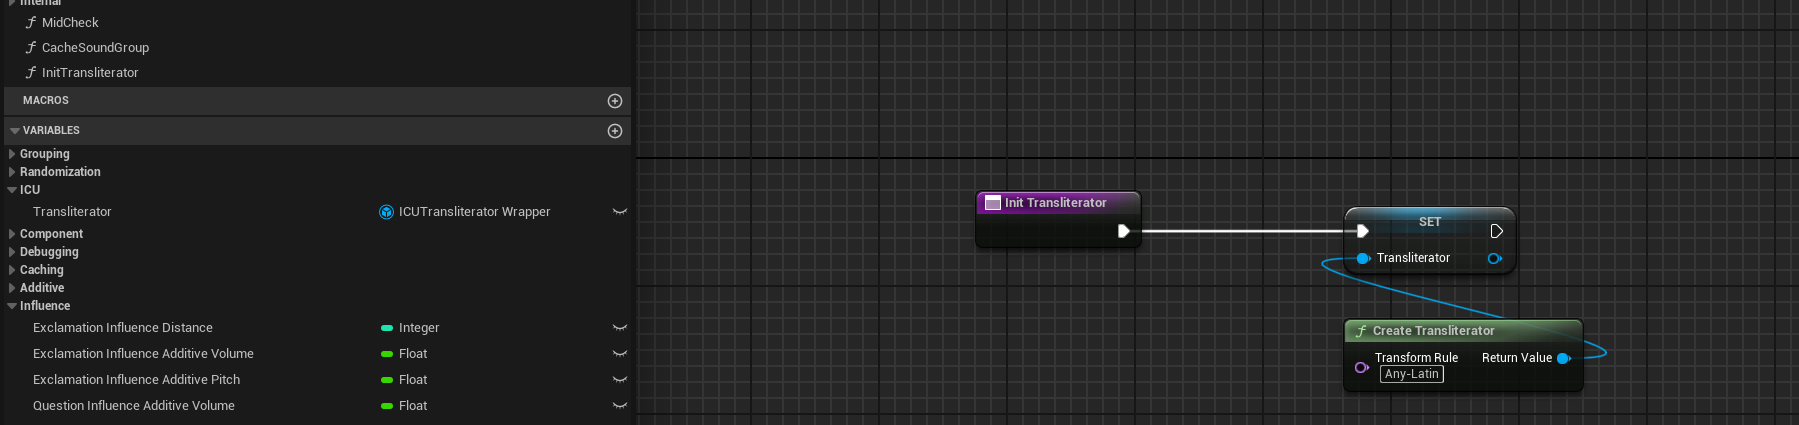 Internal
MidCheck
CacheSoundGroup
InitTransliterator
MACROS
VARIABLES
Grouping
Randomization
ICU
Transliterator ICUTransliterator Wrapper
Component
Debugging
Caching
Additive
Influence
Exclamation Influence Distance Integer
Exclamation Influence Additive Volume Float
Exclamation Influence Additive Pitch Float
Question Influence Additive Volume Float
Init Transliterator
SET
Transliterator
Create Transliterator
Transform Rule Return Value
Any-Latin